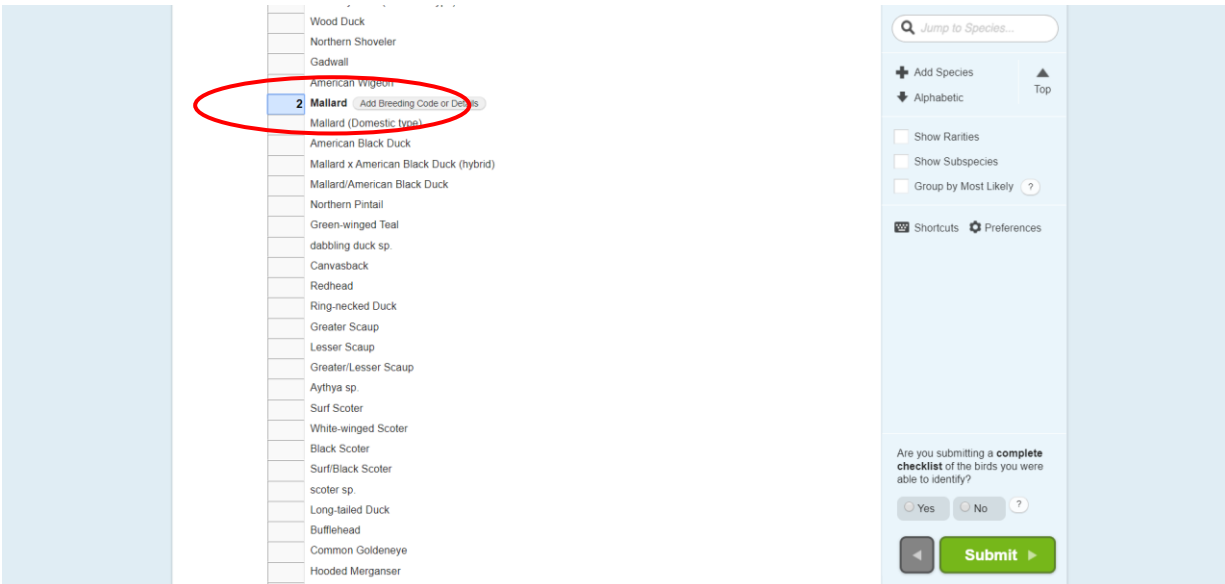 Wood Duck
Northern Shoveler
Gadwall
American Wigeon
2 Mallard Add Breeding Code or Details
Mallard (Domestic type)
American Black Duck
Mallard x American Black Duck (hybrid)
Mallard/American Black Duck
Northern Pintail
Green-winged Teal
dabbling duck sp.
Canvasback
Redhead
Ring-necked Duck
Greater Scaup
Lesser Scaup
Greater/Lesser Scaup
Aythya sp.
Surf Scoter
White-winged Scoter
Black Scoter
Surf/Black Scoter
scoter sp.
Long-tailed Duck
Bufflehead
Common Goldeneye
Hooded Merganser
Jump to Species...
Add Species
Alphabetic
Top
Show Rarities
Show Subspecies
Group by Most Likely ?
Shortcuts Preferences
Are you submitting a complete
checklist of the birds you were
able to identify?
Yes No ?
Submit